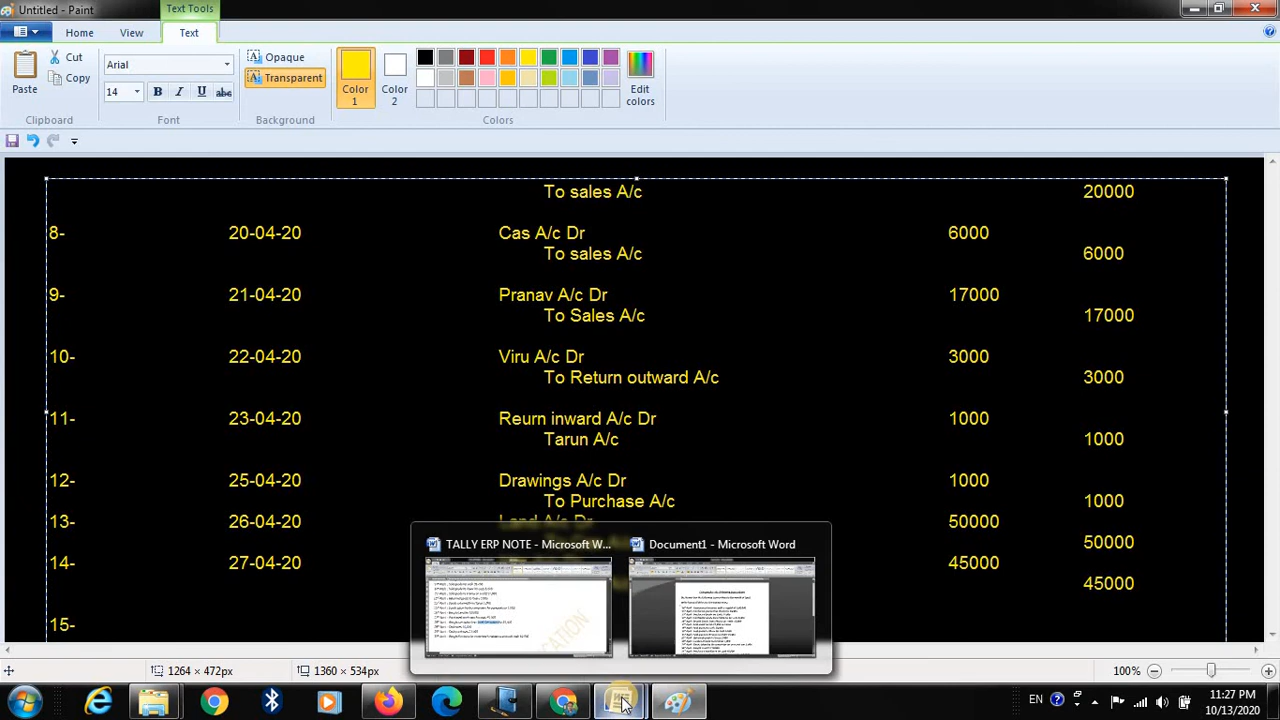 Untitled - Paint
Text Tools
Home View Text
Paste
Cut
Copy
Clipboard
Arial
14
B I U abc
Font
Opaque
Transparent
Background
Color 1
Color 2
Edit colors
Colors
To sales A/c 20000
8- 20-04-20 Cas A/c Dr 6000
To sales A/c 6000
9- 21-04-20 Pranav A/c Dr 17000
To Sales A/c 17000
10- 22-04-20 Viru A/c Dr 3000
To Return outward A/c 3000
11- 23-04-20 Reurn inward A/c Dr 1000
Tarun A/c 1000
12- 25-04-20 Drawings A/c Dr 1000
To Purchase A/c 1000
13- 26-04-20 Land A/c Dr 50000
50000
14- 27-04-20 45000
45000
15-
TALLY ERP NOTE - Microsoft W...
Document1 - Microsoft Word
1264 × 472px
1360 × 534px
100%
EN
11:27 PM
10/13/2020